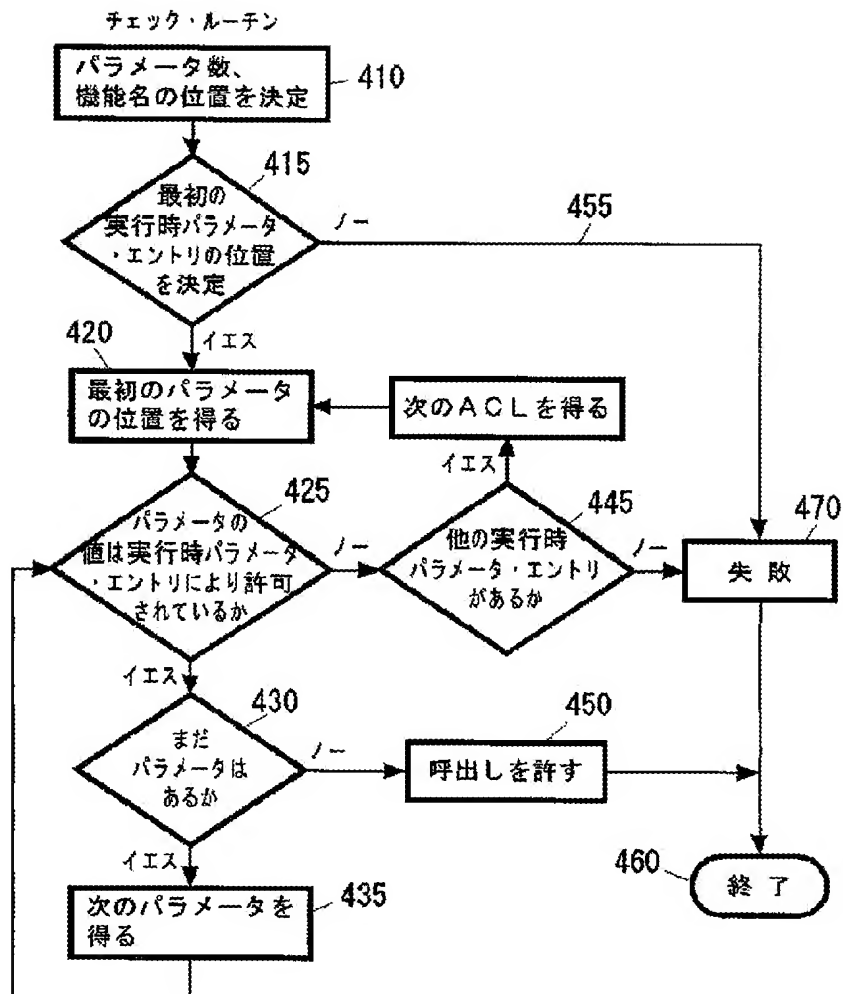 チェック・ルーチン
パラメータ数、
機能名の位置を決定
410
415
最初の
実行時パラメータ
・エントリの位置
を決定
ノー
455
イエス
420
最初のパラメータ
の位置を得る
次のACLを得る
イエス
425
パラメータの
値は実行時パラメータ
・エントリにより許可
されているか
ノー
445
他の実行時
パラメータ・エントリ
があるか
ノー
470
失敗
イエス
430
まだ
パラメータは
あるか
ノー
450
呼出しを許す
イエス
435
次のパラメータを
得る
460
終了